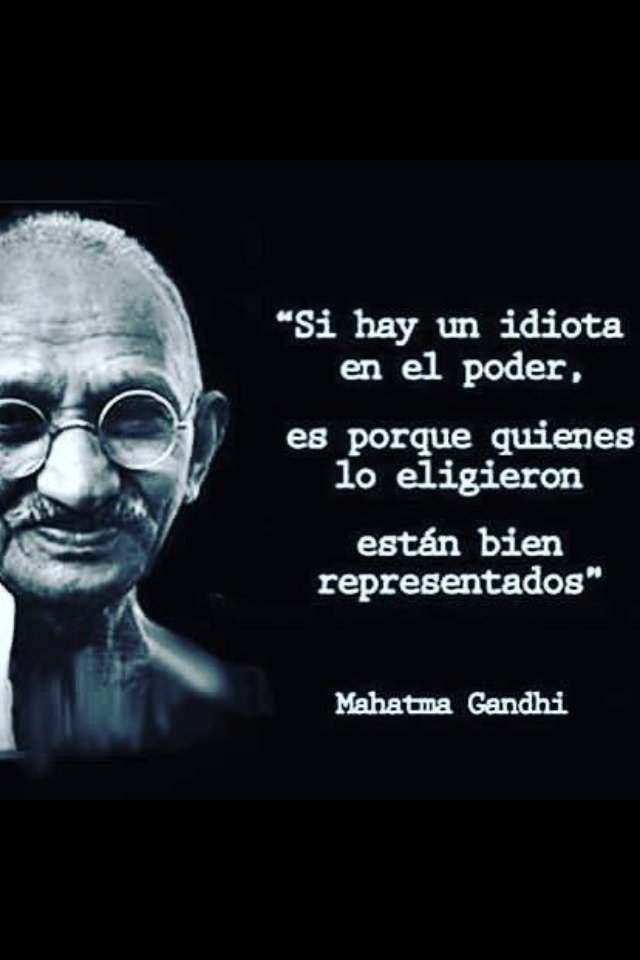 “Si hay un idiota
en el poder,
es porque quienes
lo eligieron
están bien
representados”
Mahatma Gandhi